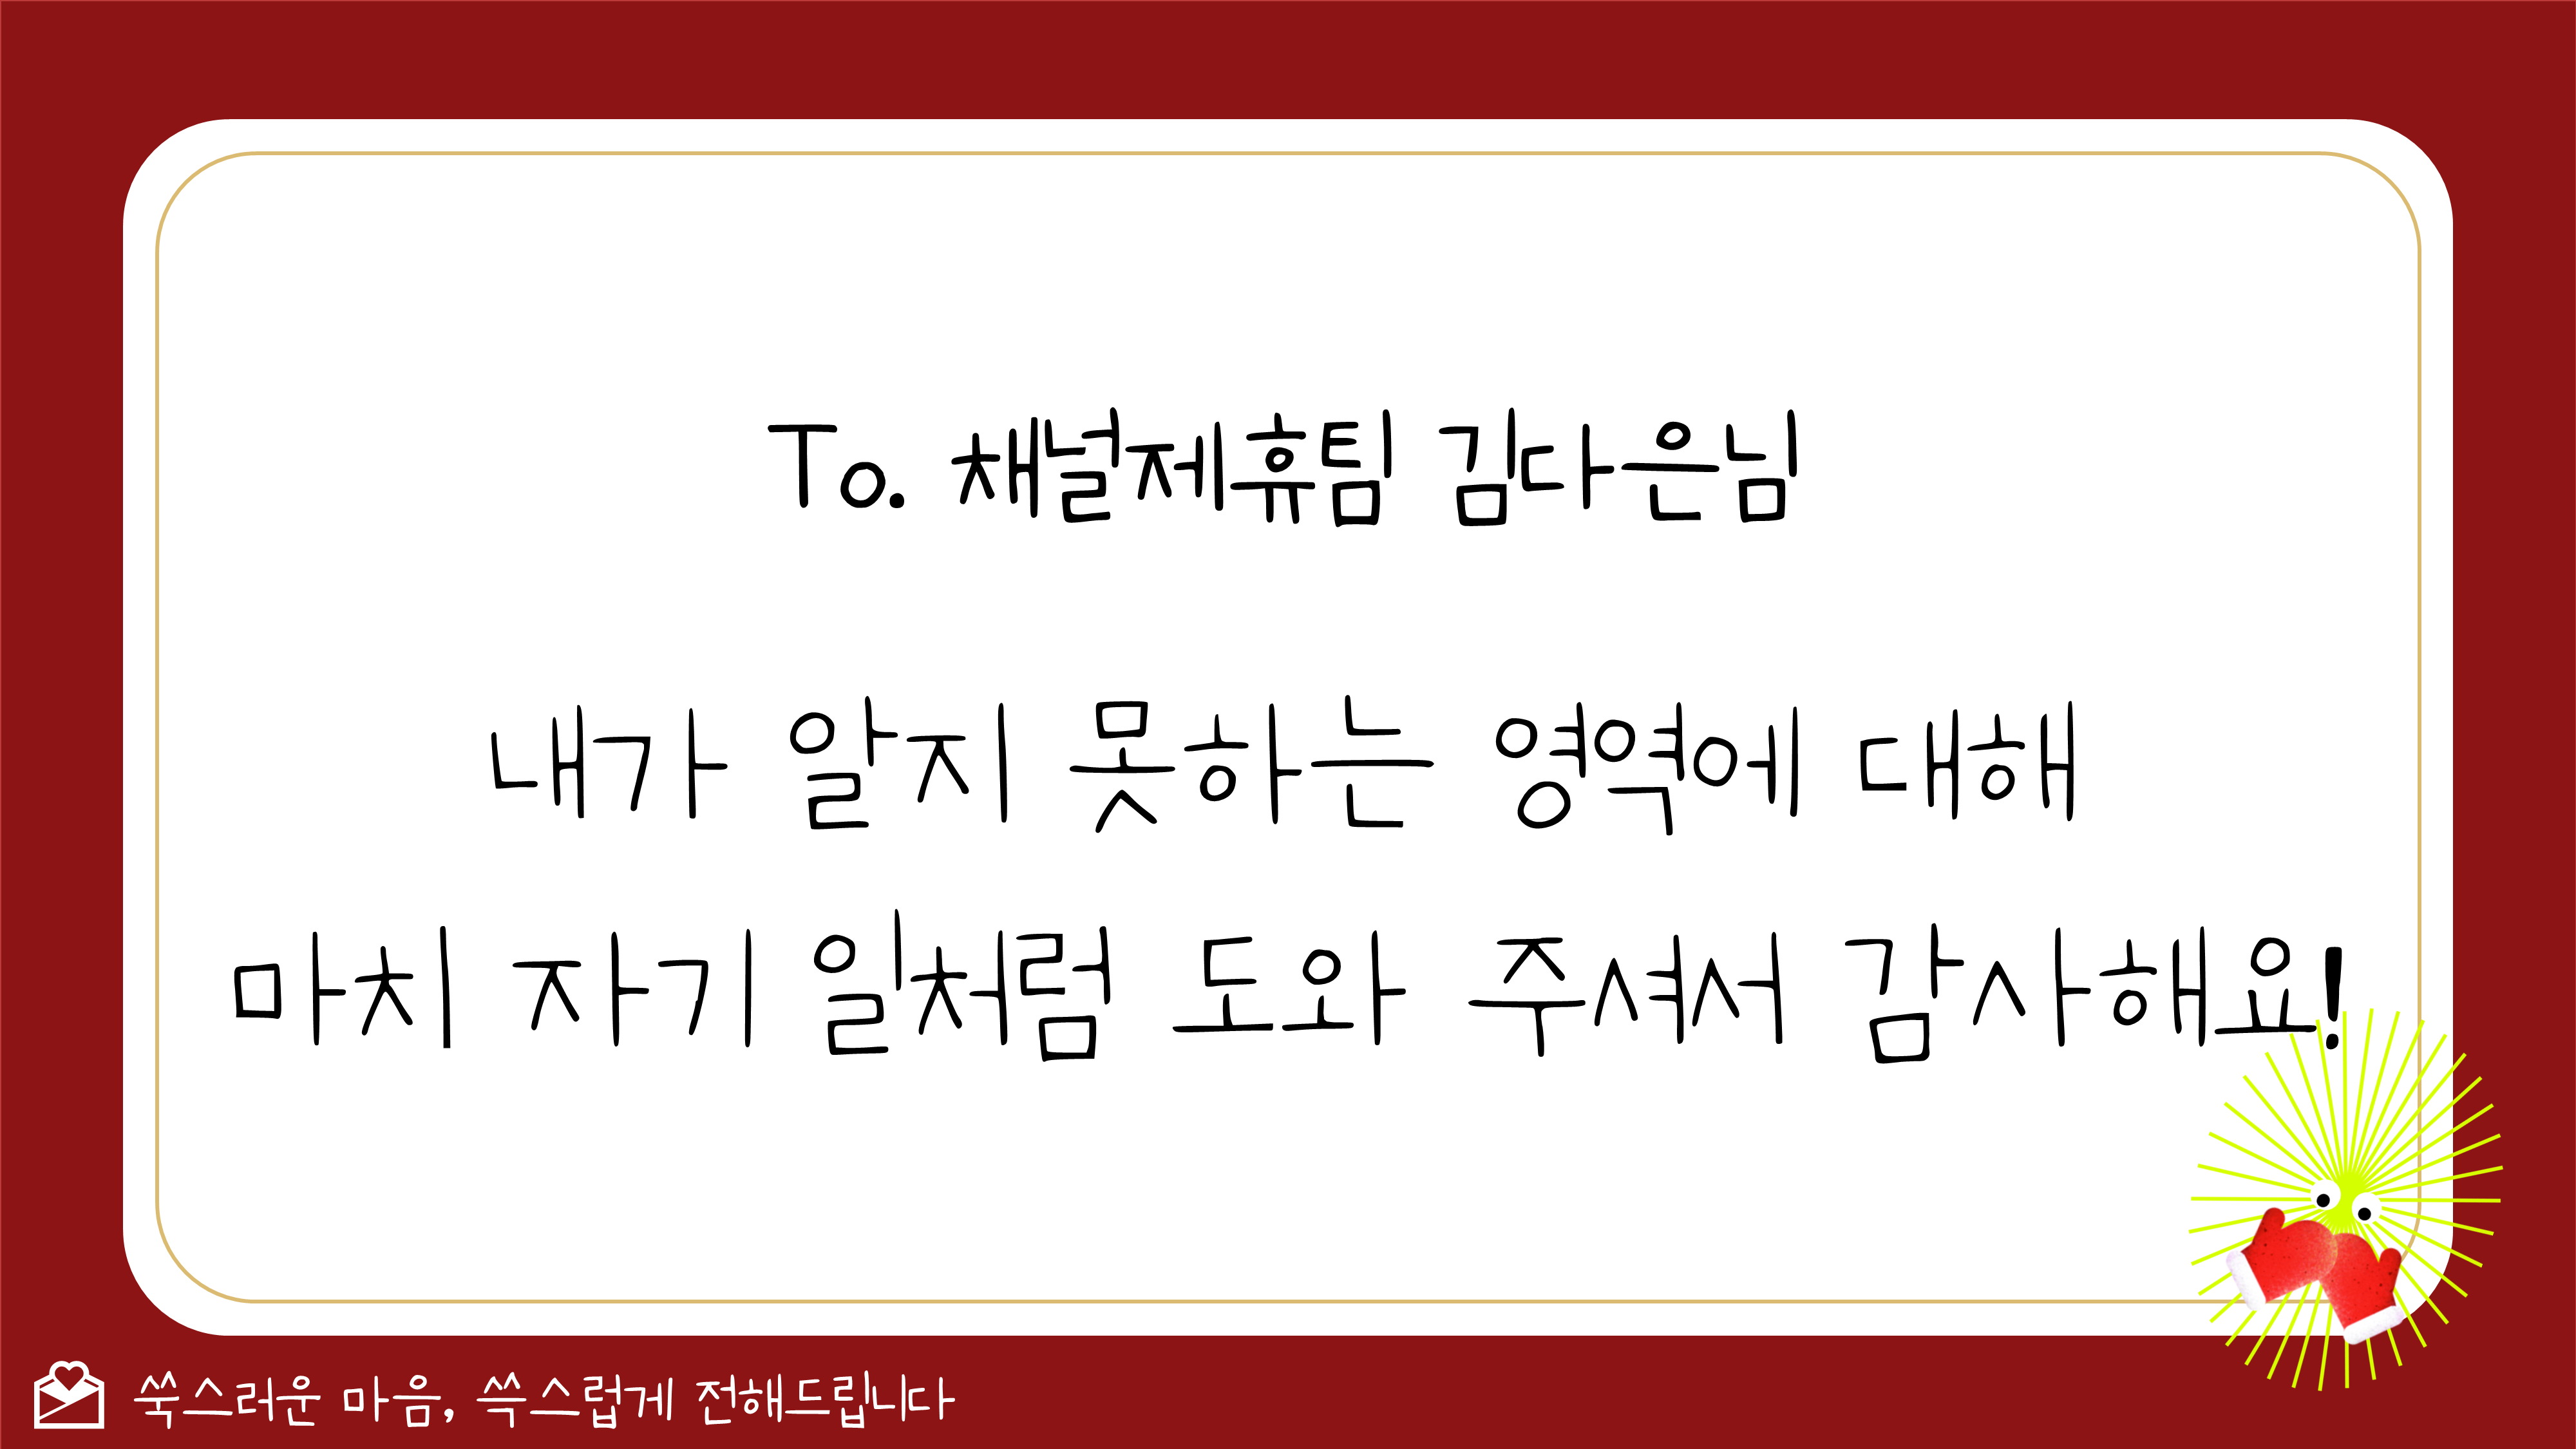 To. 채널제휴팀 김다은님
내가 알지 못하는 영역에 대해
마치 자기 일처럼 도와 주셔서 감사해요!
쑥스러운 마음, 쓱스럽게 전해드립니다